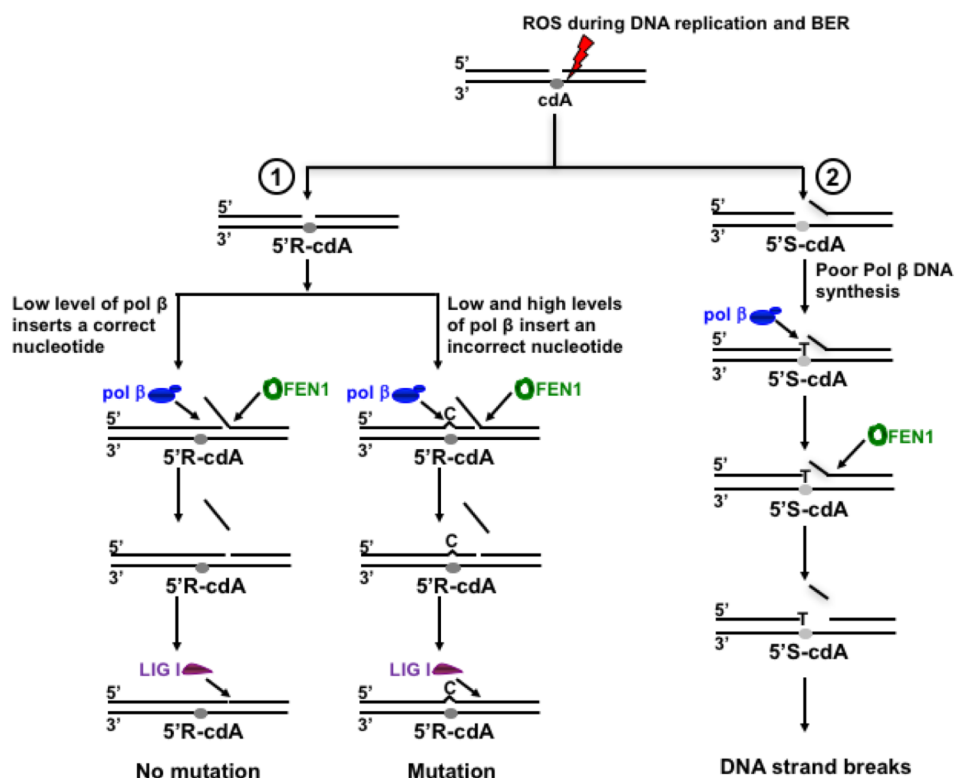 ROS during DNA replication and BER
5’
3’
cdA
1
2
5’
3’
5’R-cdA
5’
3’
5’S-cdA
Low level of pol β
inserts a correct
nucleotide
Low and high levels
of pol β insert an
incorrect nucleotide
Poor Pol β DNA
synthesis
pol β
T
5’
3’
5’S-cdA
pol β
FEN1
5’
3’
5’R-cdA
pol β
FEN1
C
5’
3’
5’R-cdA
FEN1
T
5’
3’
5’S-cdA
5’
3’
5’R-cdA
C
5’
3’
5’R-cdA
5’
T
3’
5’S-cdA
LIG I
5’
3’
5’R-cdA
LIG I
C
5’
3’
5’R-cdA
No mutation
Mutation
DNA strand breaks